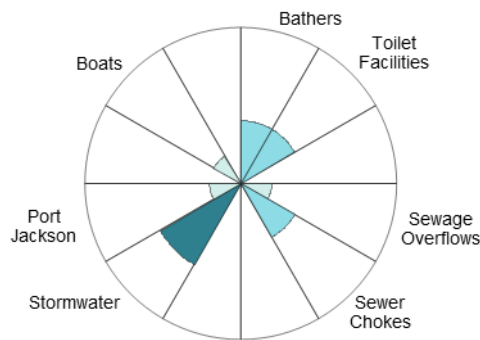 Bathers
Toilet
Facilities
Boats
Port
Jackson
Sewage
Overflows
Stormwater
Sewer
Chokes